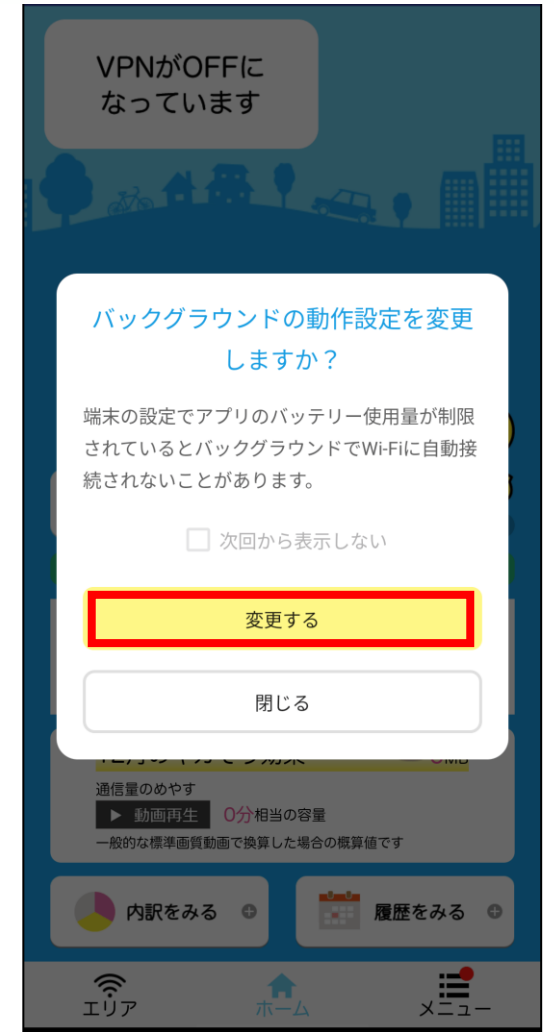 VPNがOFFに
なっています
バックグラウンドの動作設定を変更
しますか？
端末の設定でアプリのバッテリー使用量が制限
されているとバックグラウンドでWi-Fiに自動接
続されないことがあります。
次回から表示しない
変更する
閉じる
通信量のめやす
▶ 動画再生 0分相当の容量
一般的な標準画質動画で換算した場合の概算値です
内訳をみる
履歴をみる
エリア
ホーム
メニュー